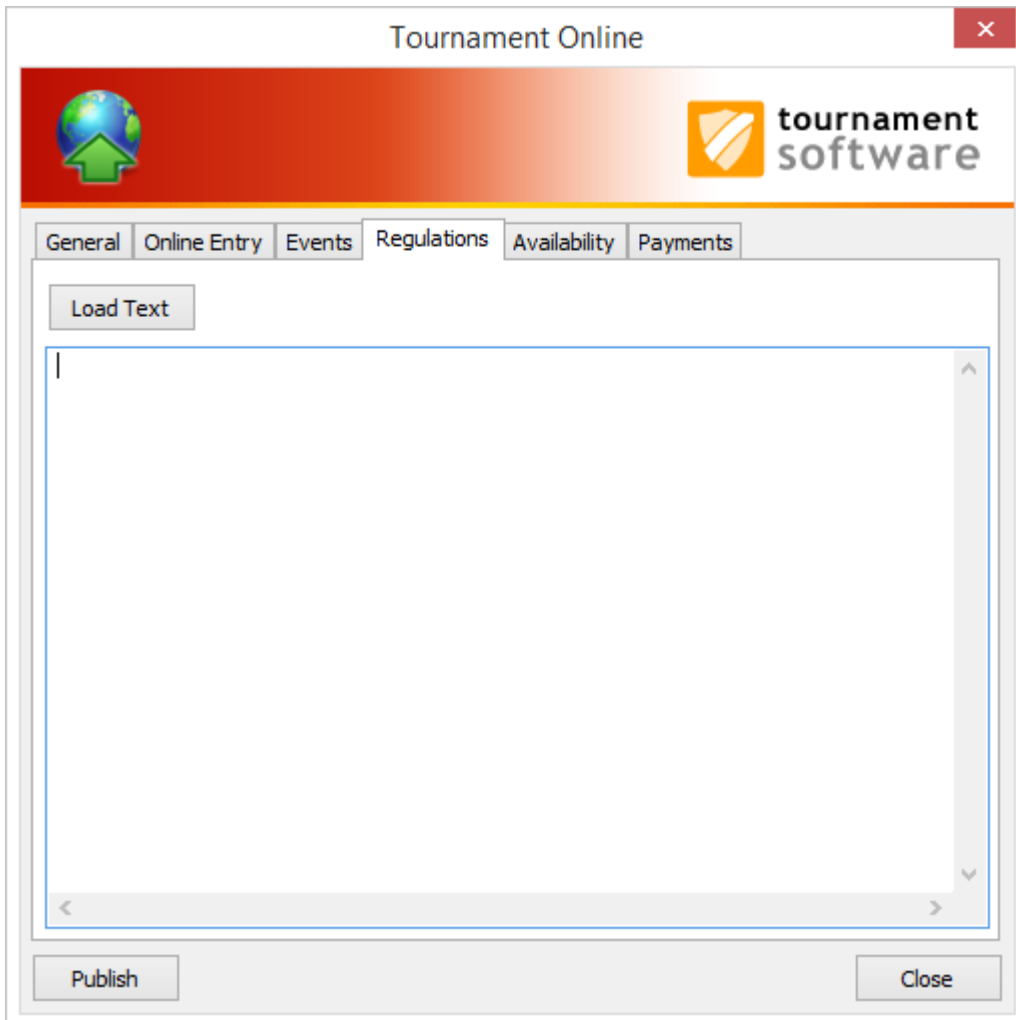 Tournament Online
tournament
software
General Online Entry Events Regulations Availability Payments
Load Text
Publish Close